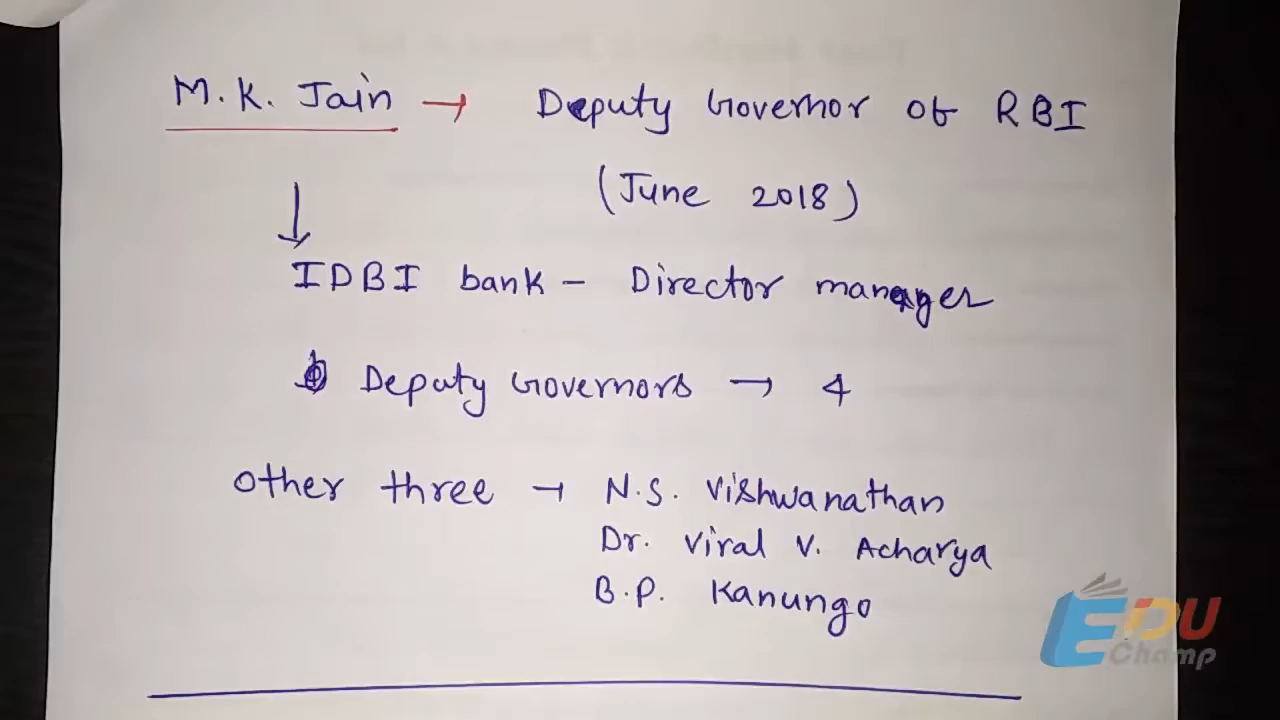 M.K. Jain → Deputy Governor of RBI
(June 2018)
↓
IDBI bank - Director manager
Deputy Governors → 4
Other three → N.S. Vishwanathan
Dr. Viral V. Acharya
B.P. Kanungo
EDU
Champ